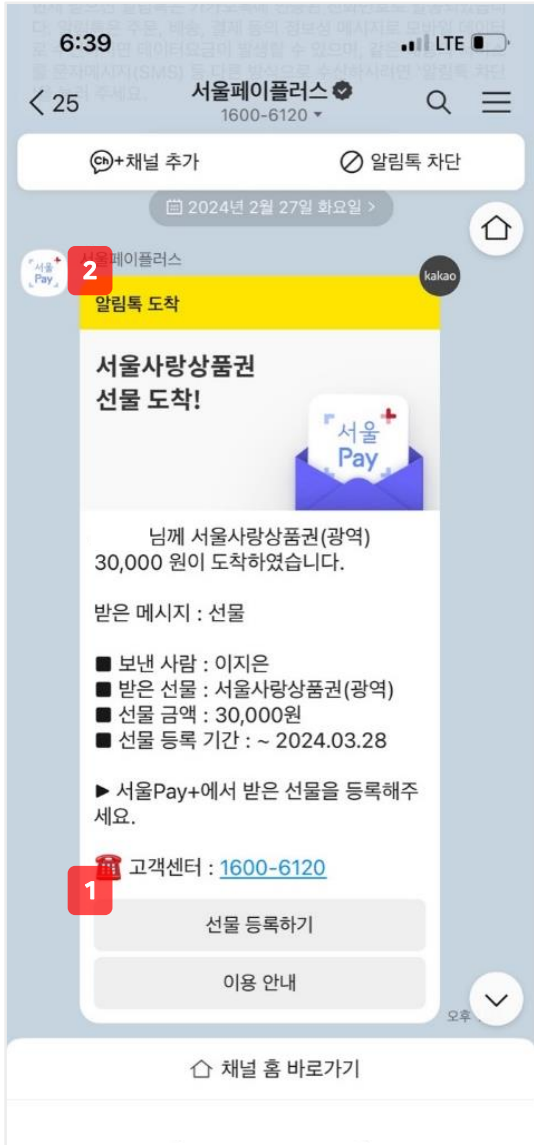 6:39
LTE
25
서울페이플러스
1600-6120
Ch+채널 추가
알림톡 차단
2024년 2월 27일 화요일 >
서울
Pay
2
울페이플러스
kakao
알림톡 도착
서울사랑상품권
선물 도착!
서울
Pay
님께 서울사랑상품권(광역)
30,000 원이 도착하였습니다.
받은 메시지 : 선물
■ 보낸 사람 : 이지은
■ 받은 선물 : 서울사랑상품권(광역)
■ 선물 금액 : 30,000원
■ 선물 등록 기간 : ~ 2024.03.28
▶ 서울Pay+에서 받은 선물을 등록해주
세요.
☎ 고객센터 : 1600-6120
1
선물 등록하기
이용 안내
오후
채널 홈 바로가기